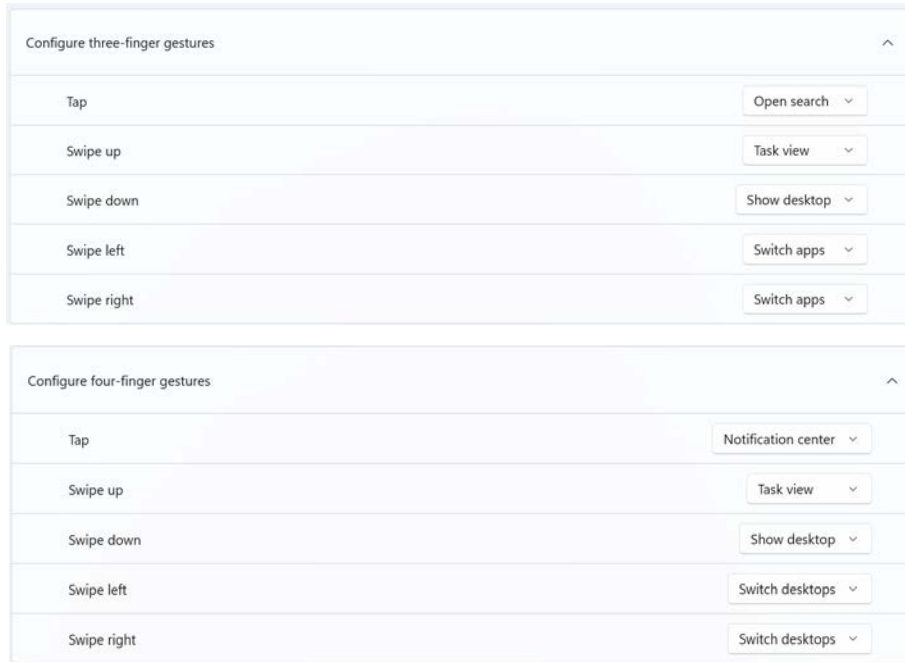 Configure three-finger gestures
Tap Open search
Swipe up Task view
Swipe down Show desktop
Swipe left Switch apps
Swipe right Switch apps
Configure four-finger gestures
Tap Notification center
Swipe up Task view
Swipe down Show desktop
Swipe left Switch desktops
Swipe right Switch desktops